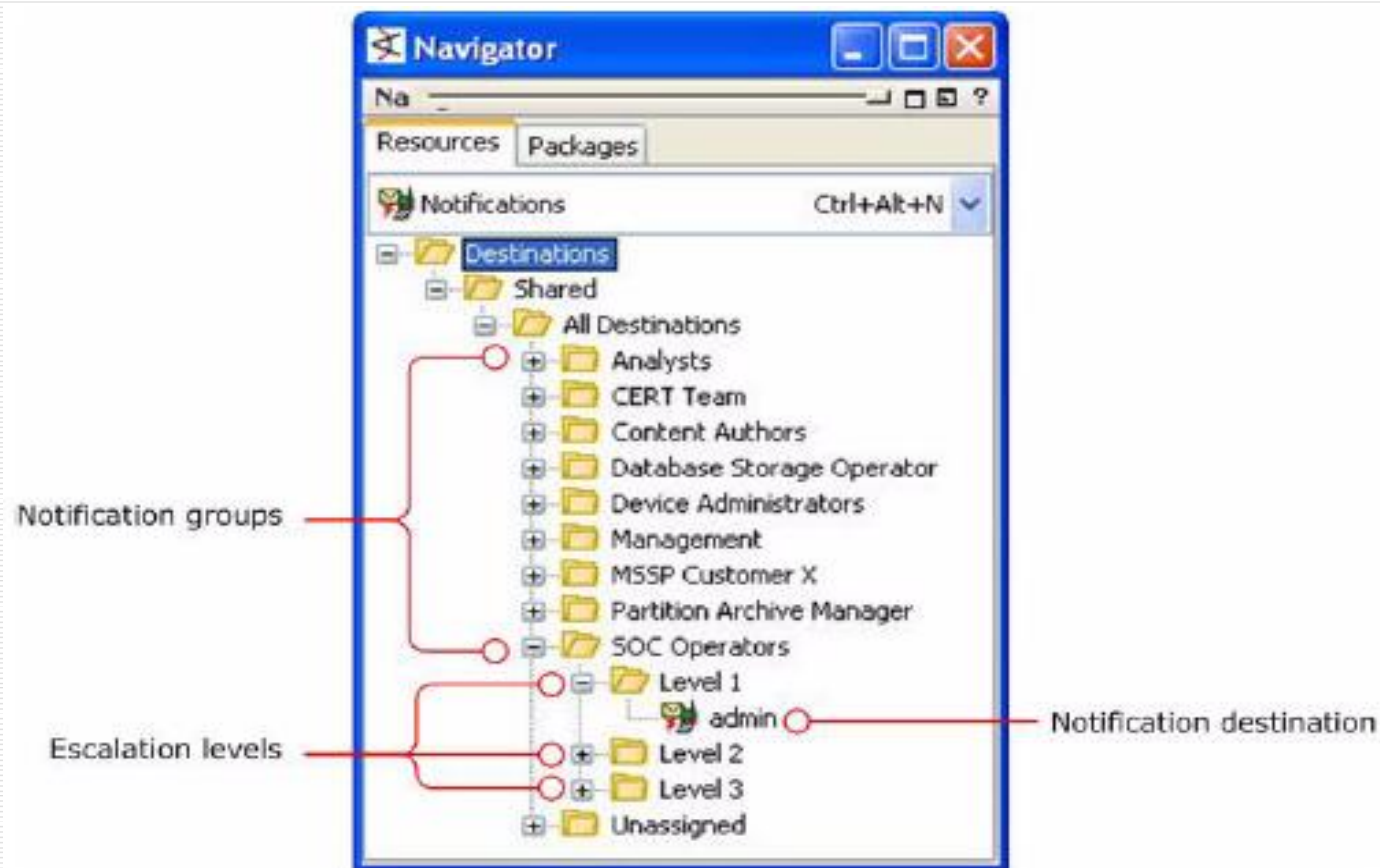 Navigator
Na
Resources Packages
Notifications Ctrl+Alt+N
Destinations
Shared
All Destinations
Analysts
CERT Team
Content Authors
Database Storage Operator
Device Administrators
Notification groups
Management
MSSP Customer X
Partition Archive Manager
SOC Operators
Level 1
admin
Notification destination
Escalation levels
Level 2
Level 3
Unassigned